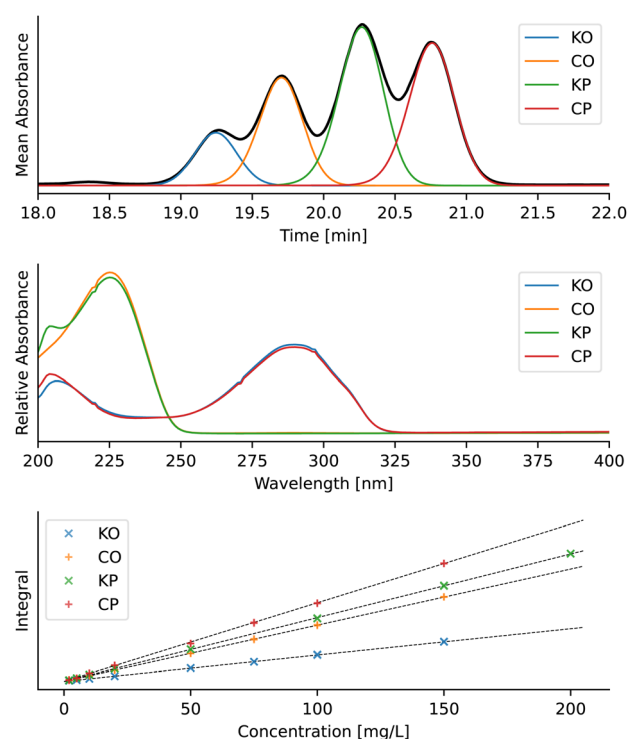 Mean Absorbance
KO
CO
KP
CP
18.0 18.5 19.0 19.5 20.0 20.5 21.0 21.5 22.0
Time [min]
Relative Absorbance
KO
CO
KP
CP
200 225 250 275 300 325 350 375 400
Wavelength [nm]
Integral
KO
CO
KP
CP
0 50 100 150 200
Concentration [mg/L]